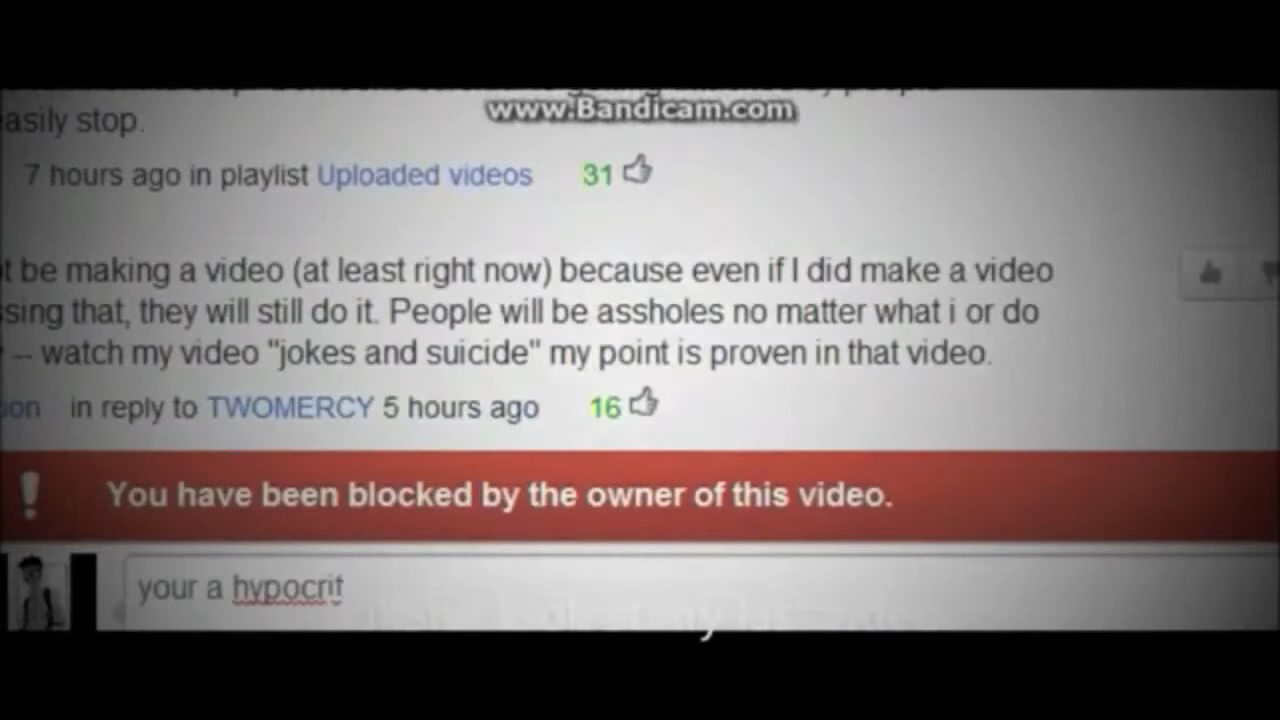 www.Bandicam.com
easily stop.
7 hours ago in playlist Uploaded videos 31
t be making a video (at least right now) because even if I did make a video
ssing that, they will still do it. People will be assholes no matter what i or do
-- watch my video "jokes and suicide" my point is proven in that video.
on in reply to TWOMERCY 5 hours ago 16
You have been blocked by the owner of this video.
your a hypocrit